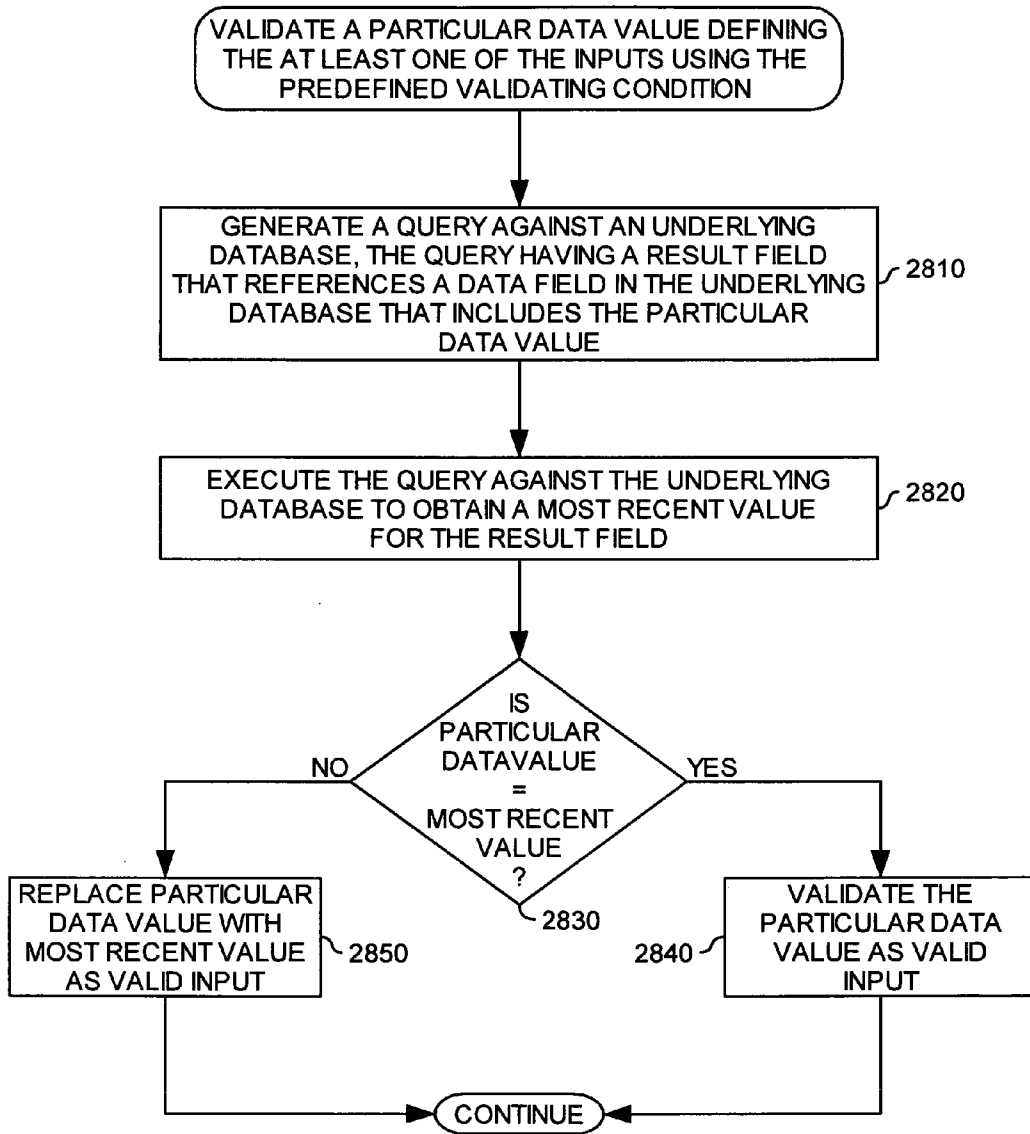 VALIDATE A PARTICULAR DATA VALUE DEFINING
THE AT LEAST ONE OF THE INPUTS USING THE
PREDEFINED VALIDATING CONDITION
GENERATE A QUERY AGAINST AN UNDERLYING
DATABASE, THE QUERY HAVING A RESULT FIELD
THAT REFERENCES A DATA FIELD IN THE UNDERLYING
DATABASE THAT INCLUDES THE PARTICULAR
DATA VALUE
2810
EXECUTE THE QUERY AGAINST THE UNDERLYING
DATABASE TO OBTAIN A MOST RECENT VALUE
FOR THE RESULT FIELD
2820
IS
PARTICULAR
DATAVALUE
=
MOST RECENT
VALUE
?
2830
NO
YES
REPLACE PARTICULAR
DATA VALUE WITH
MOST RECENT VALUE
AS VALID INPUT
2850
VALIDATE THE
PARTICULAR DATA
VALUE AS VALID
INPUT
2840
CONTINUE